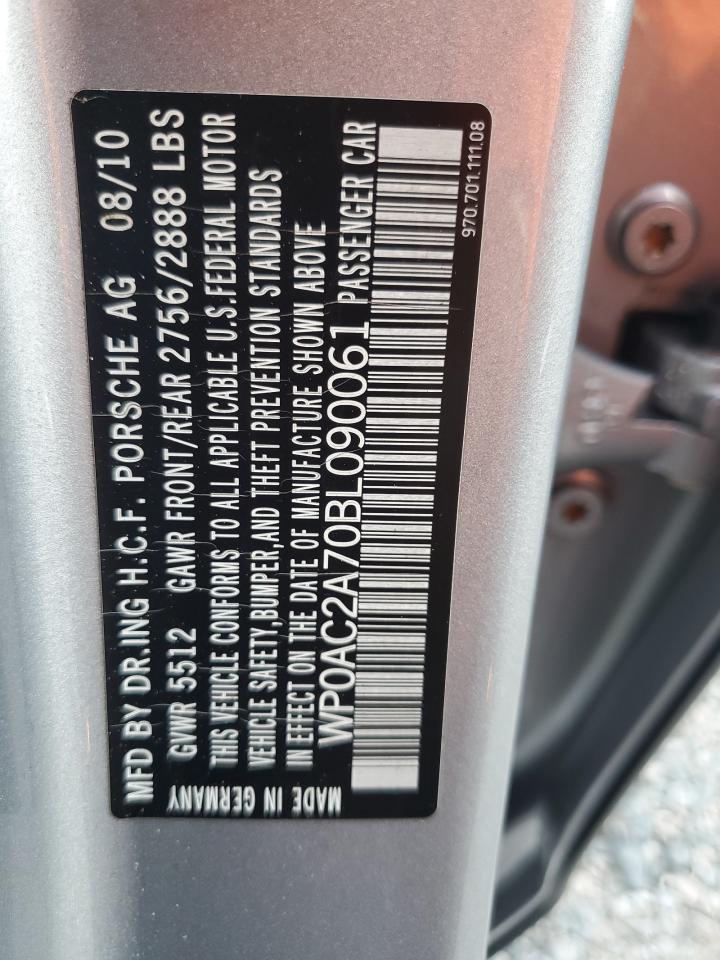 MFD BY DR.ING H.C.F. PORSCHE AG 08/10
GVWR 5512 GAWR FRONT/REAR 2756/2888 LBS
THIS VEHICLE CONFORMS TO ALL APPLICABLE U.S.FEDERAL MOTOR
VEHICLE SAFETY,BUMPER,AND THEFT PREVENTION STANDARDS
IN EFFECT ON THE DATE OF MANUFACTURE SHOWN ABOVE
WP0AC2A70BL090061 PASSENGER CAR
MADE IN GERMANY
970.701.111.08